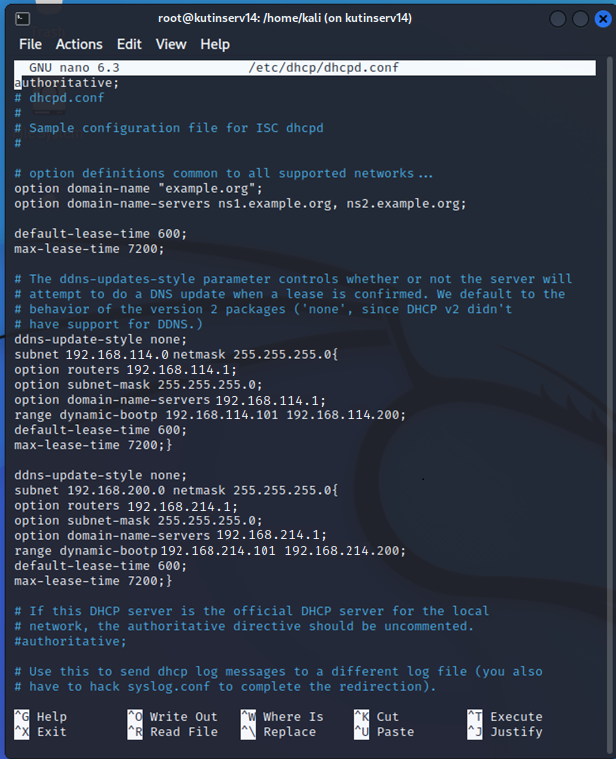 root@kutinserv14: /home/kali (on kutinserv14)
File Actions Edit View Help
GNU nano 6.3 /etc/dhcp/dhcpd.conf
authoritative;
# dhcpd.conf
#
# Sample configuration file for ISC dhcpd
#
# option definitions common to all supported networks...
option domain-name "example.org";
option domain-name-servers ns1.example.org, ns2.example.org;
default-lease-time 600;
max-lease-time 7200;
# The ddns-updates-style parameter controls whether or not the server will
# attempt to do a DNS update when a lease is confirmed. We default to the
# behavior of the version 2 packages ('none', since DHCP v2 didn't
# have support for DDNS.)
ddns-update-style none;
subnet 192.168.114.0 netmask 255.255.255.0{
option routers 192.168.114.1;
option subnet-mask 255.255.255.0;
option domain-name-servers 192.168.114.1;
range dynamic-bootp 192.168.114.101 192.168.114.200;
default-lease-time 600;
max-lease-time 7200;}
ddns-update-style none;
subnet 192.168.200.0 netmask 255.255.255.0{
option routers 192.168.214.1;
option subnet-mask 255.255.255.0;
option domain-name-servers 192.168.214.1;
range dynamic-bootp 192.168.214.101 192.168.214.200;
default-lease-time 600;
max-lease-time 7200;}
# If this DHCP server is the official DHCP server for the local
# network, the authoritative directive should be uncommented.
#authoritative;
# Use this to send dhcp log messages to a different log file (you also
# have to hack syslog.conf to complete the redirection).
^G Help ^O Write Out ^W Where Is ^K Cut ^T Execute
^X Exit ^R Read File ^\ Replace ^U Paste ^J Justify